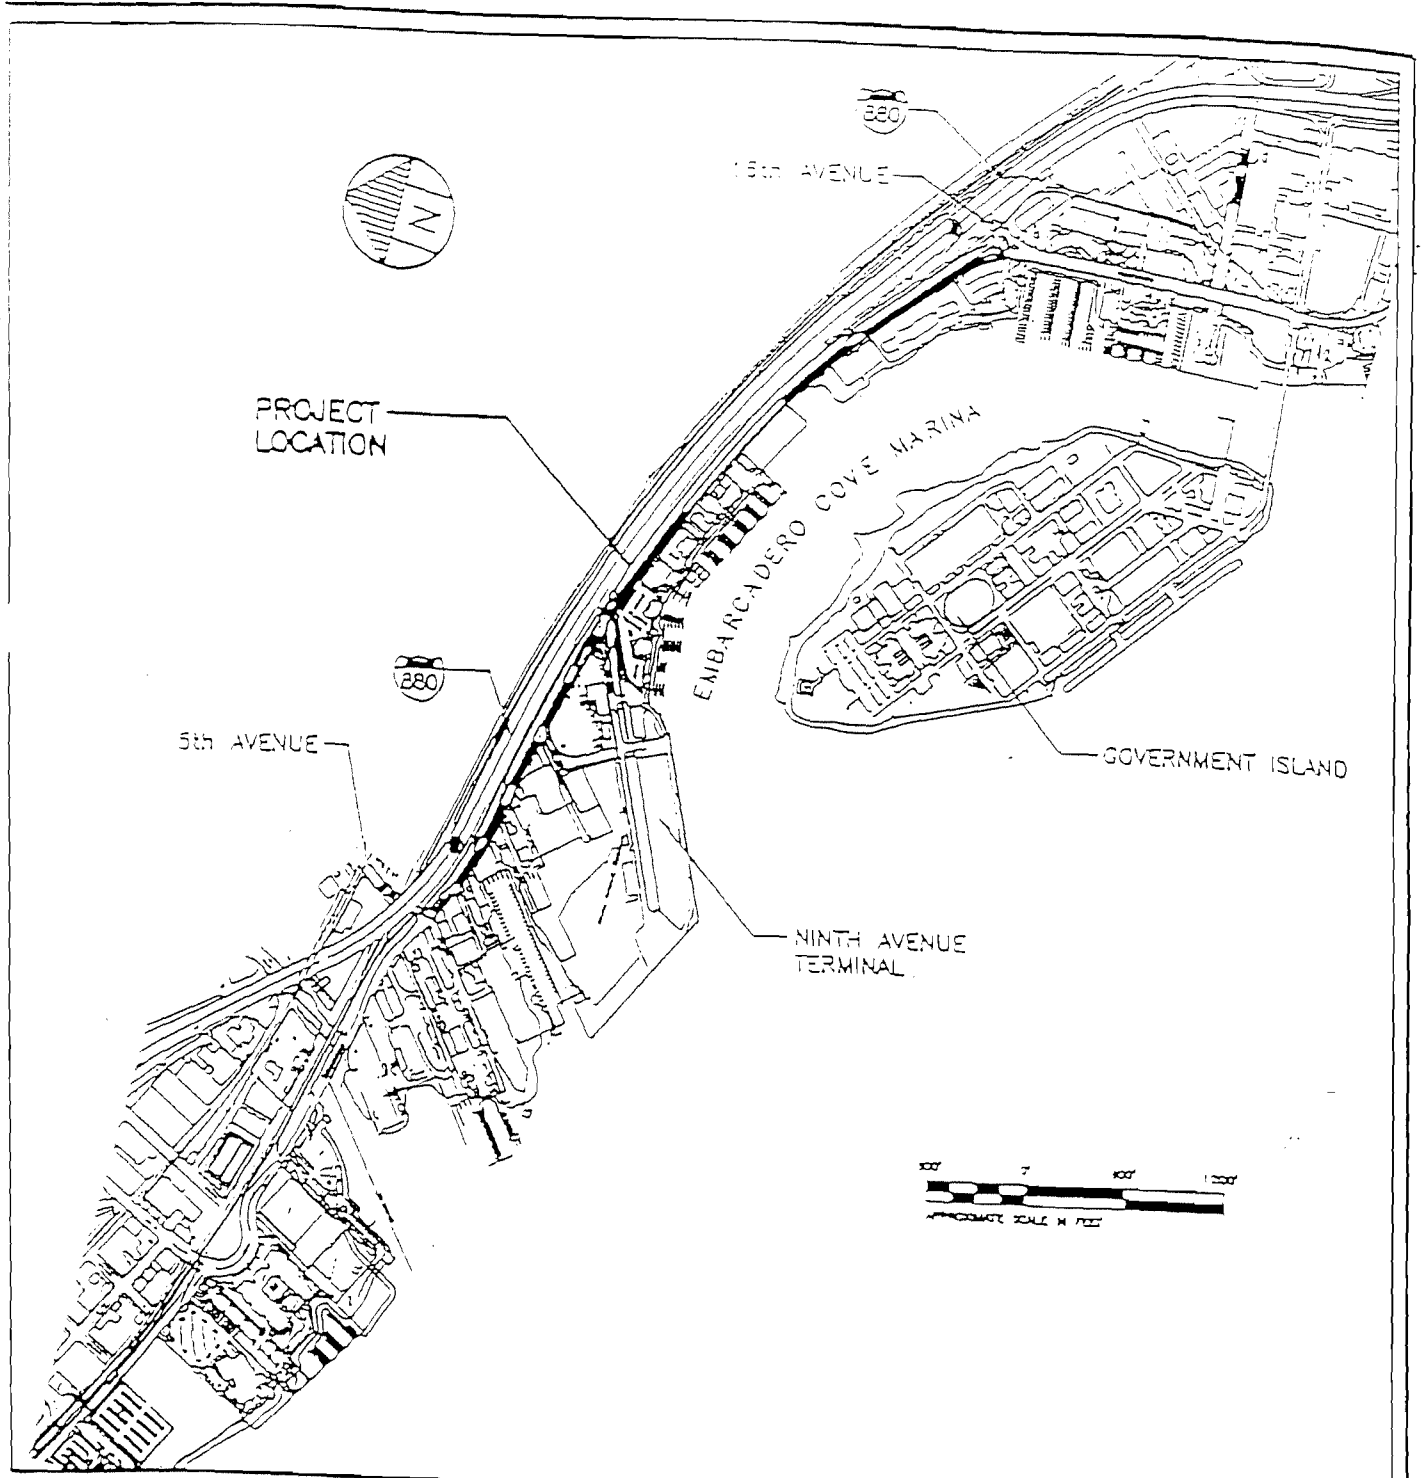 880
16th AVENUE
N
PROJECT
LOCATION
EMBARCADERO COVE MARINA
880
5th AVENUE
GOVERNMENT ISLAND
NINTH AVENUE
TERMINAL
APPROXIMATE SCALE IN FEET